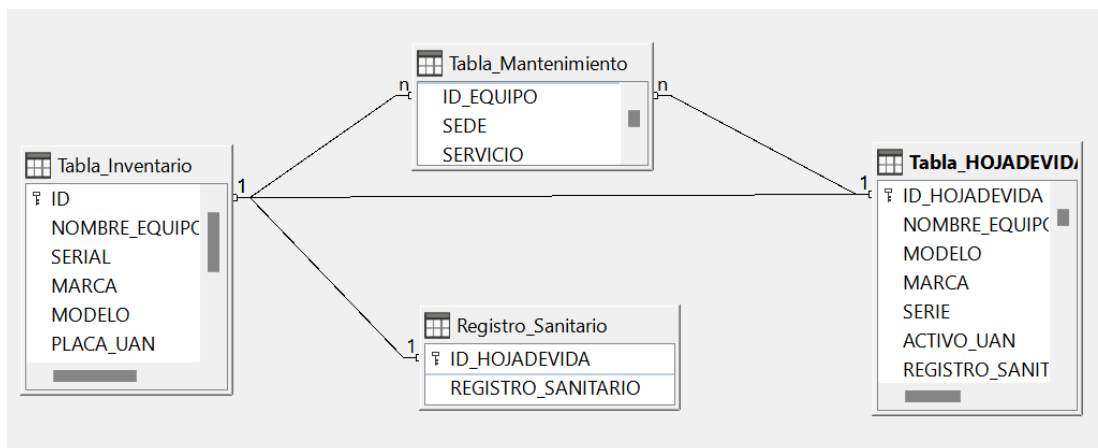 Tabla_Mantenimiento
n
ID_EQUIPO
n
SEDE
SERVICIO
Tabla_Inventario
1
ID
NOMBRE_EQUIPO
SERIAL
MARCA
MODELO
PLACA_UAN
Tabla_HOJADEVIDA
1
ID_HOJADEVIDA
NOMBRE_EQUIPO
MODELO
MARCA
SERIE
ACTIVO_UAN
REGISTRO_SANIT
Registro_Sanitario
1
ID_HOJADEVIDA
REGISTRO_SANITARIO